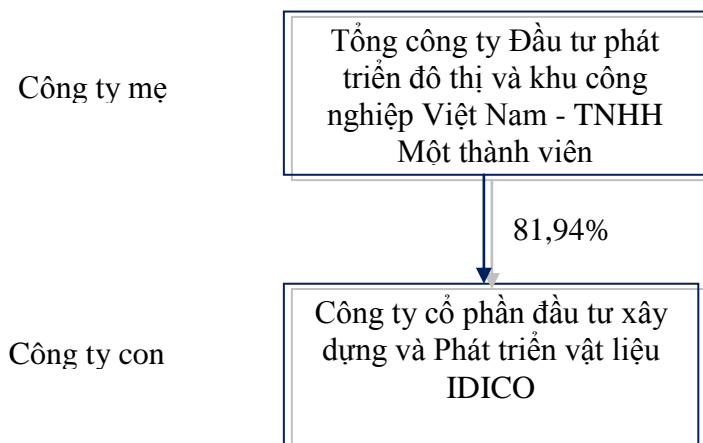 Công ty mẹ
Tổng công ty Đầu tư phát
triển đô thị và khu công
nghiệp Việt Nam - TNHH
Một thành viên
81,94%
Công ty con
Công ty cổ phần đầu tư xây
dựng và Phát triển vật liệu
IDICO